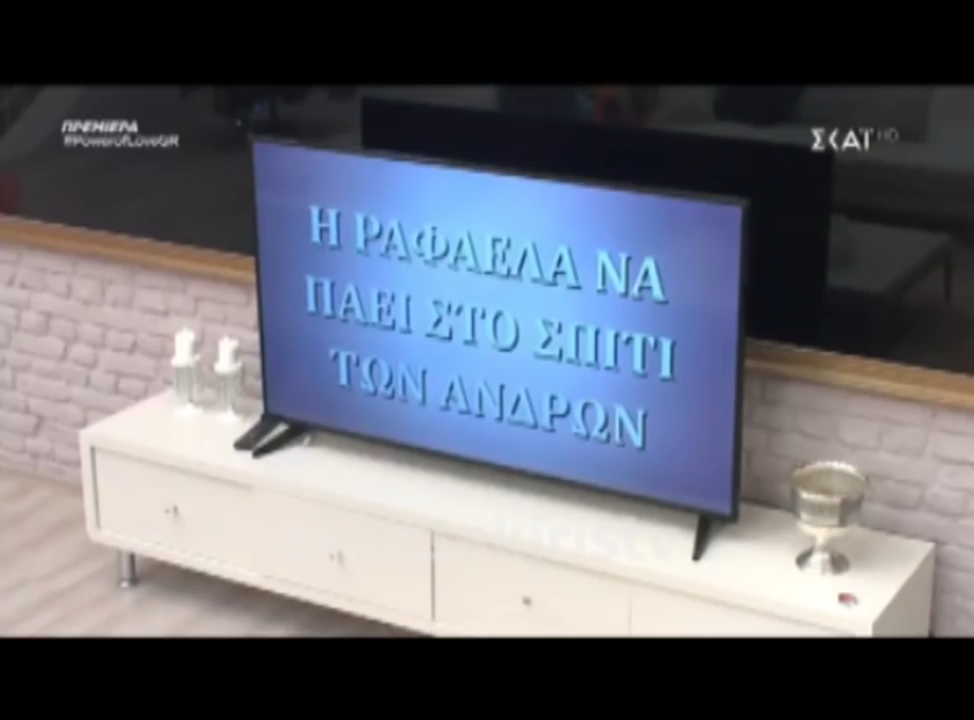 ΠΡΕΜΙΕΡΑ
#PowerofLoveGR
ΣΚΑΪ HD
Η ΡΑΦΑΕΛΑ ΝΑ
ΠΑΕΙ ΣΤΟ ΣΠΙΤΙ
ΤΩΝ ΑΝΔΡΩΝ